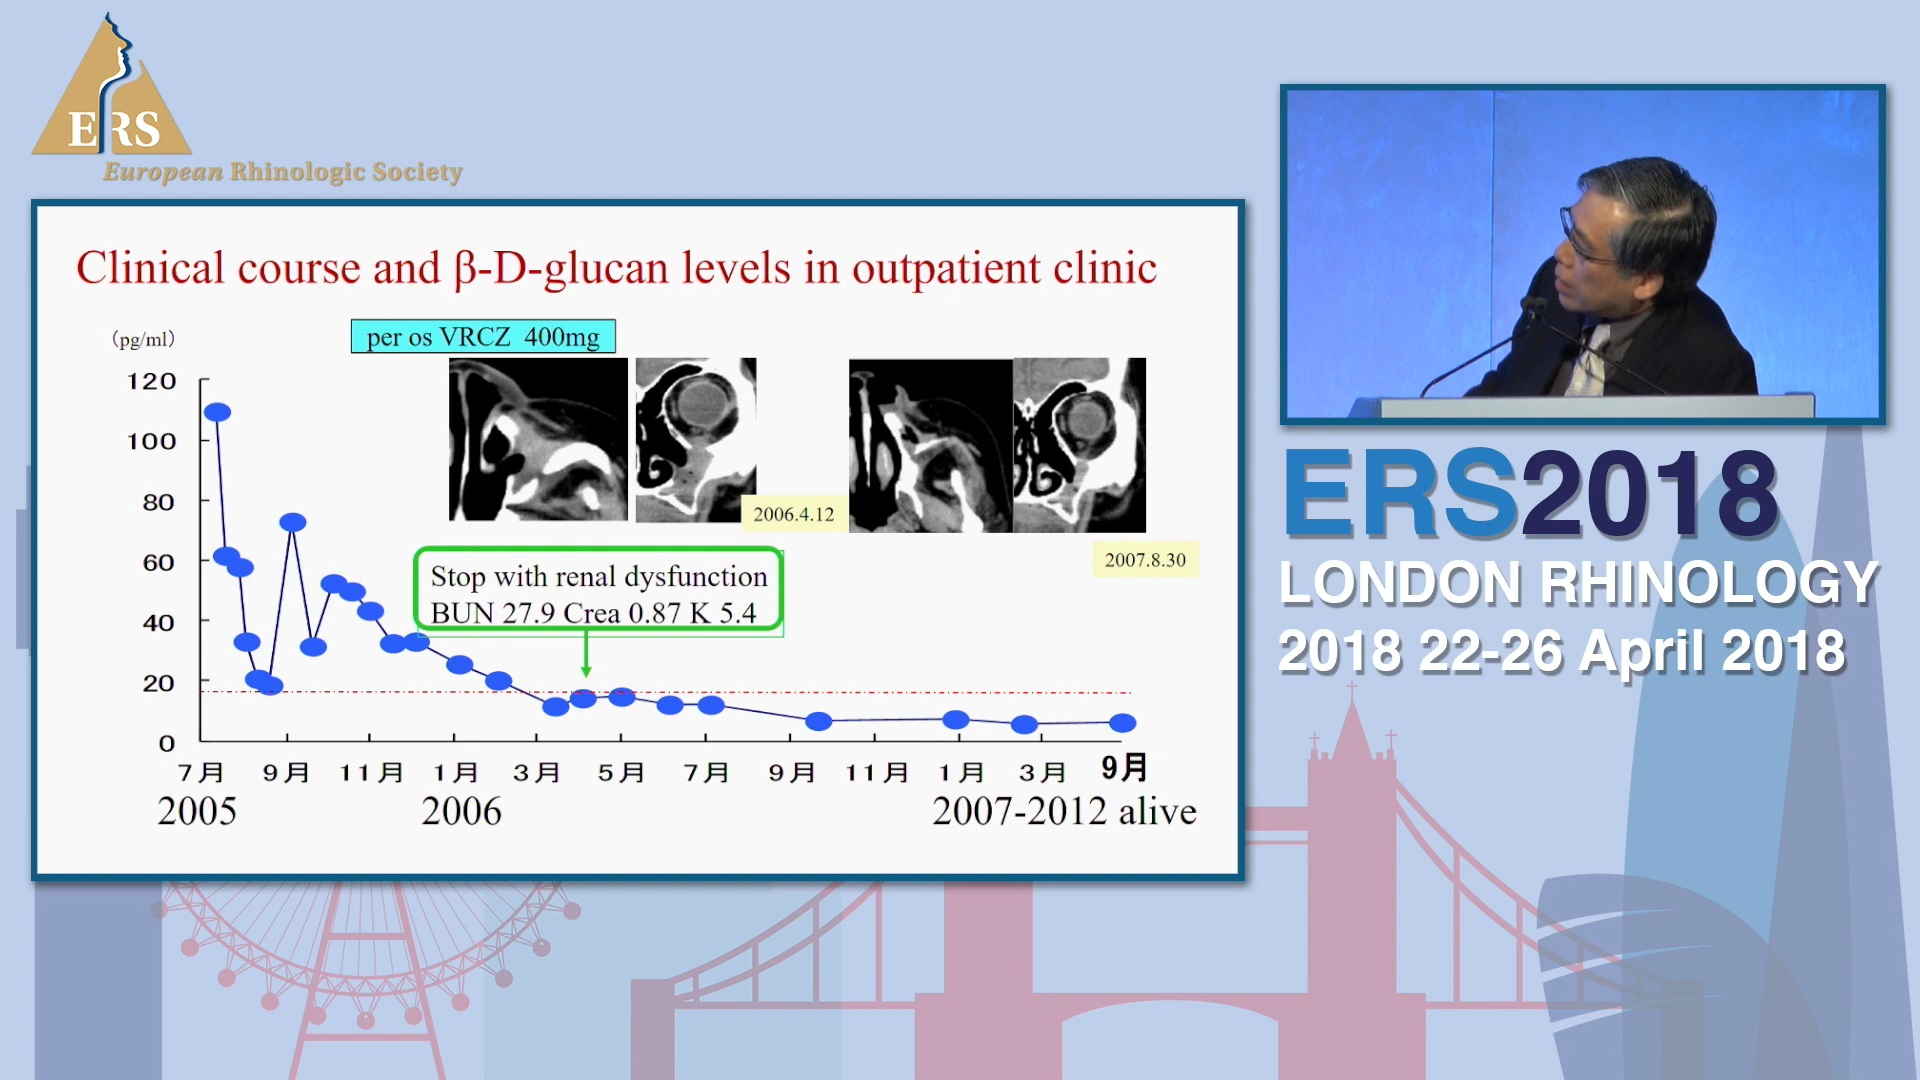 ERS
European Rhinologic Society
Clinical course and β-D-glucan levels in outpatient clinic
(pg/ml)
per os VRCZ 400mg
120
100
80
60
40
20
0
2006.4.12
2007.8.30
Stop with renal dysfunction
BUN 27.9 Crea 0.87 K 5.4
7月 9月 11月 1月 3月 5月 7月 9月 11月 1月 3月 9月
2005 2006 2007-2012 alive
ERS2018
LONDON RHINOLOGY
2018 22-26 April 2018